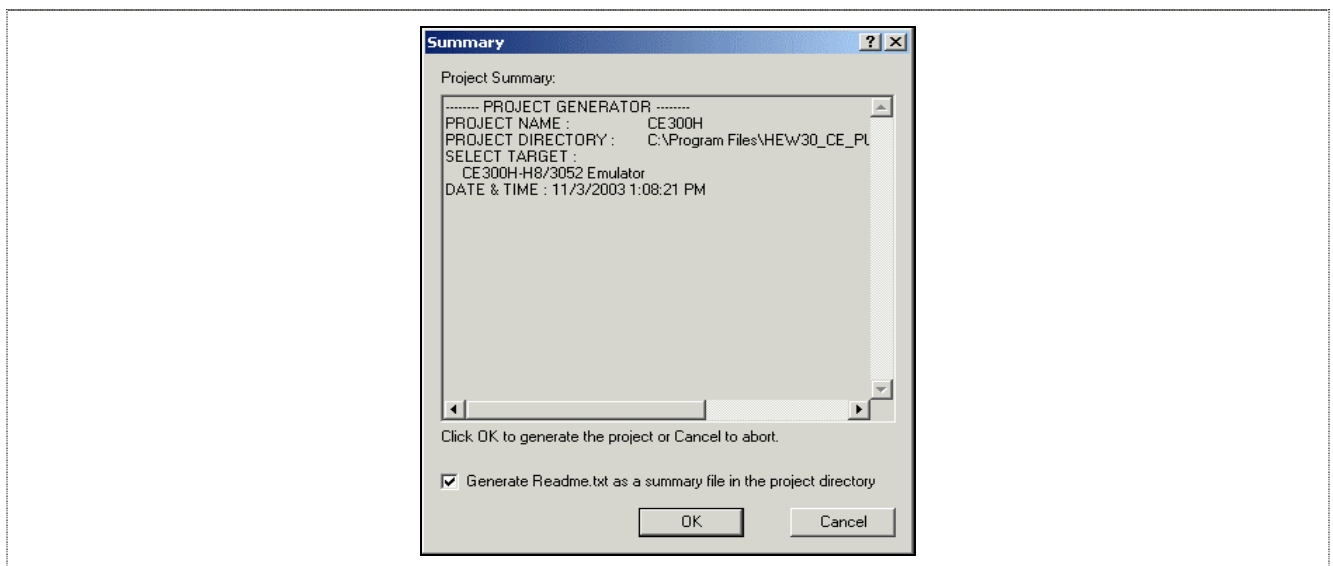 Summary
Project Summary:
-------- PROJECT GENERATOR --------
PROJECT NAME : CE300H
PROJECT DIRECTORY : C:\Program Files\HEW30_CE_PU
SELECT TARGET :
CE300H-H8/3052 Emulator
DATE & TIME : 11/3/2003 1:08:21 PM
Click OK to generate the project or Cancel to abort.
Generate Readme.txt as a summary file in the project directory
OK Cancel